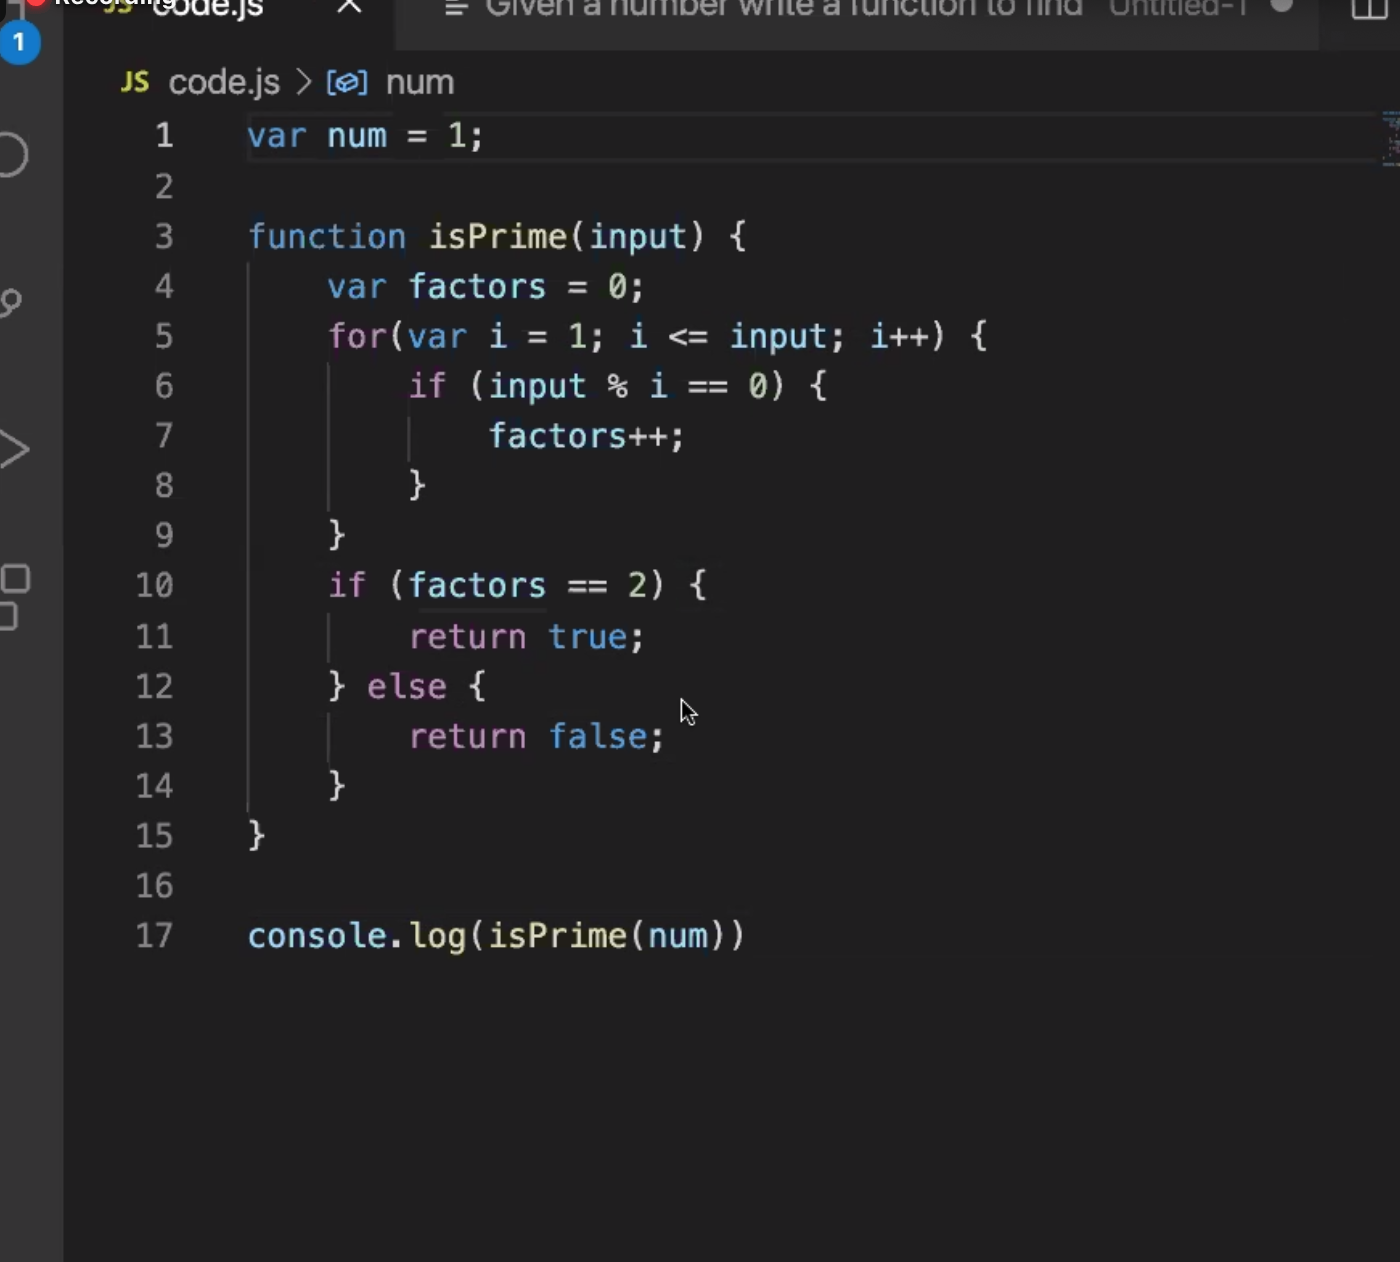 Recording
JS code.js
Given a number write a function to find Untitled-1
1
JS code.js > num
1 var num = 1;
2
3 function isPrime(input) {
4 var factors = 0;
5 for(var i = 1; i <= input; i++) {
6 if (input % i == 0) {
7 factors++;
8 }
9 }
10 if (factors == 2) {
11 return true;
12 } else {
13 return false;
14 }
15 }
16
17 console.log(isPrime(num))